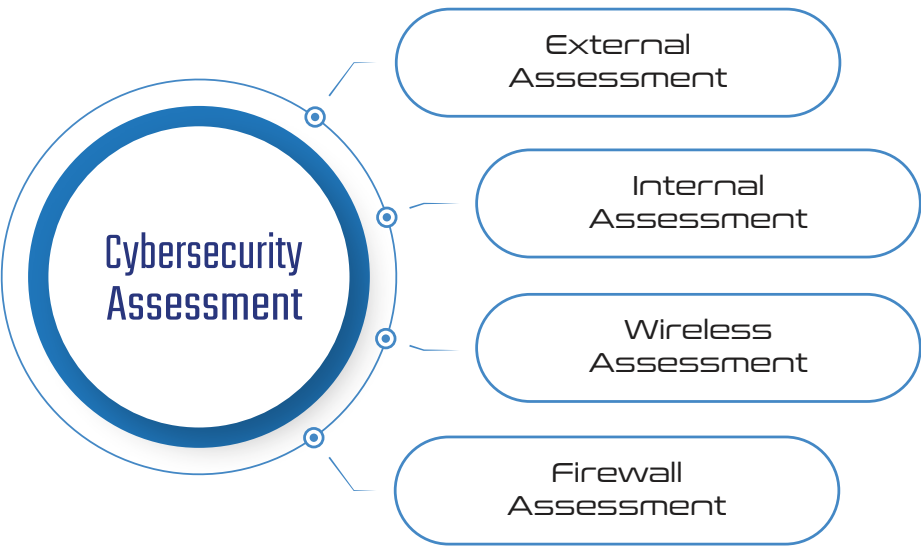 Cybersecurity
Assessment
External
Assessment
Internal
Assessment
Wireless
Assessment
Firewall
Assessment